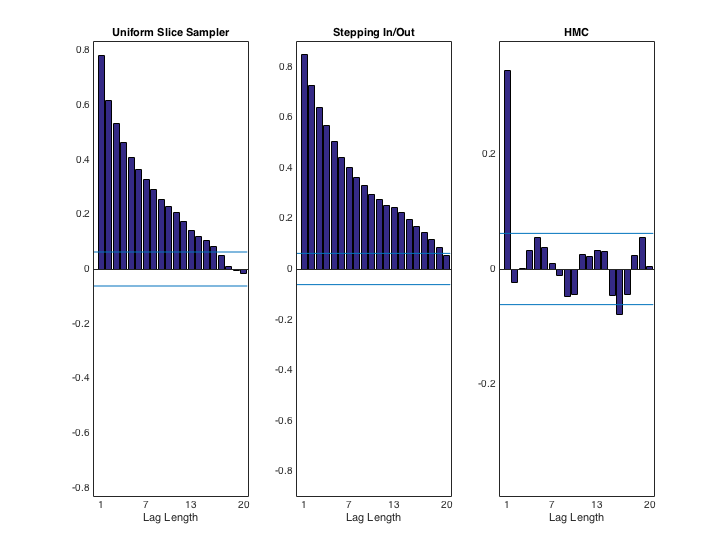 Uniform Slice Sampler
0.8
0.6
0.4
0.2
0
-0.2
-0.4
-0.6
-0.8
1 7 13 20
Lag Length
Stepping In/Out
0.8
0.6
0.4
0.2
0
-0.2
-0.4
-0.6
-0.8
1 7 13 20
Lag Length
HMC
0.2
0
-0.2
1 7 13 20
Lag Length